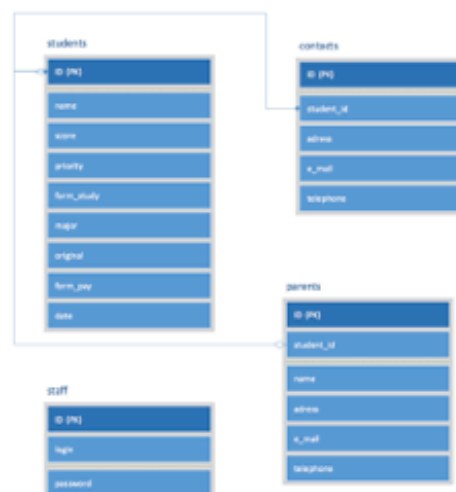 students
ID (PK)
name
score
priority
form_study
major
original
form_pay
date
contacts
ID (PK)
student_id
adress
e_mail
telephone
parents
ID (PK)
student_id
name
adress
e_mail
telephone
staff
ID (PK)
login
password